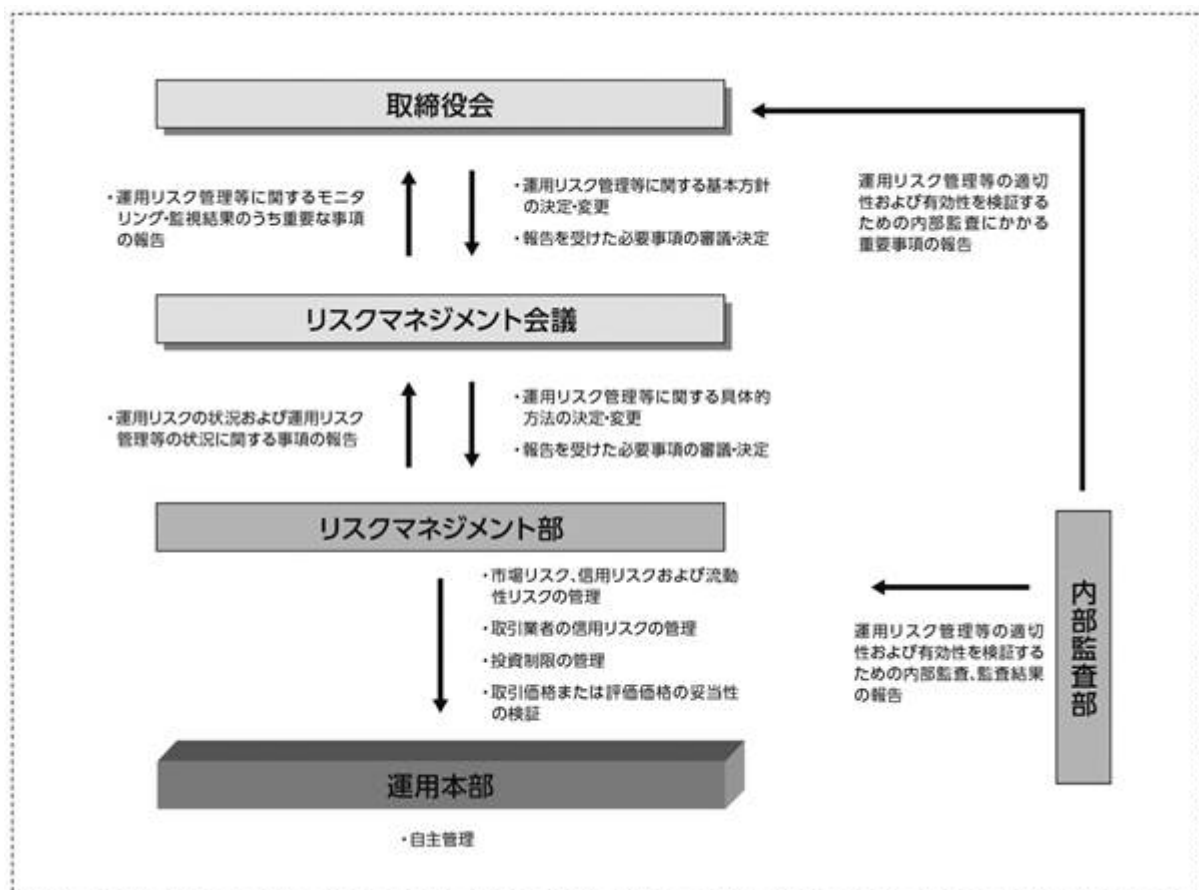 取締役会
・運用リスク管理等に関するモニタ
リング・監視結果のうち重要な事項
の報告
・運用リスク管理等に関する基本方針
の決定・変更
・報告を受けた必要事項の審議・決定
運用リスク管理等の適切
性および有効性を検証する
ための内部監査にかかる
重要事項の報告
リスクマネジメント会議
・運用リスクの状況および運用リスク
管理等の状況に関する事項の報告
・運用リスク管理等に関する具体的
方法の決定・変更
・報告を受けた必要事項の審議・決定
リスクマネジメント部
・市場リスク、信用リスクおよび流動
性リスクの管理
・取引業者の信用リスクの管理
・投資制限の管理
・取引価格または評価価格の妥当性
の検証
運用リスク管理等の適切
性および有効性を検証する
ための内部監査、監査結果
の報告
内部監査部
運用本部
・自主管理